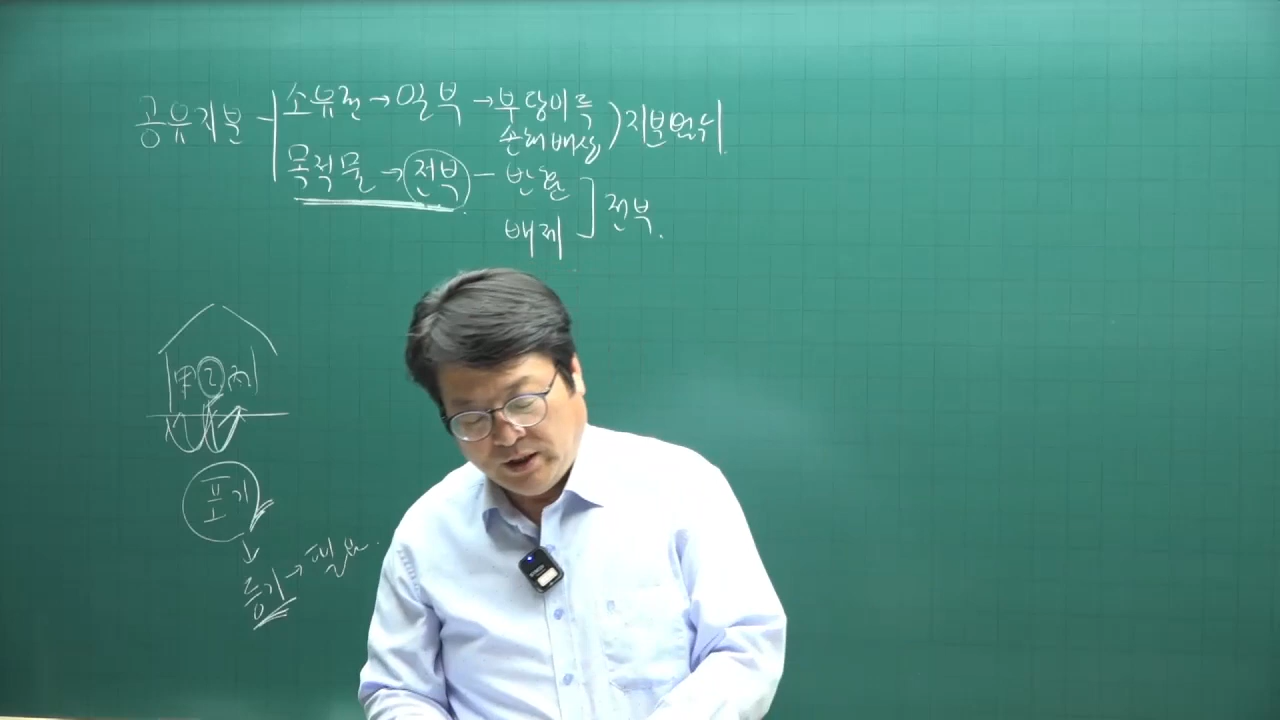 공유지분 소유권 → 일부 → 부당이득
손해배상 ) 지분범위
목적물 → 전부 - 반환
배제 ] 전부.
甲 乙 丙
포기
↓
등기 → 필요.